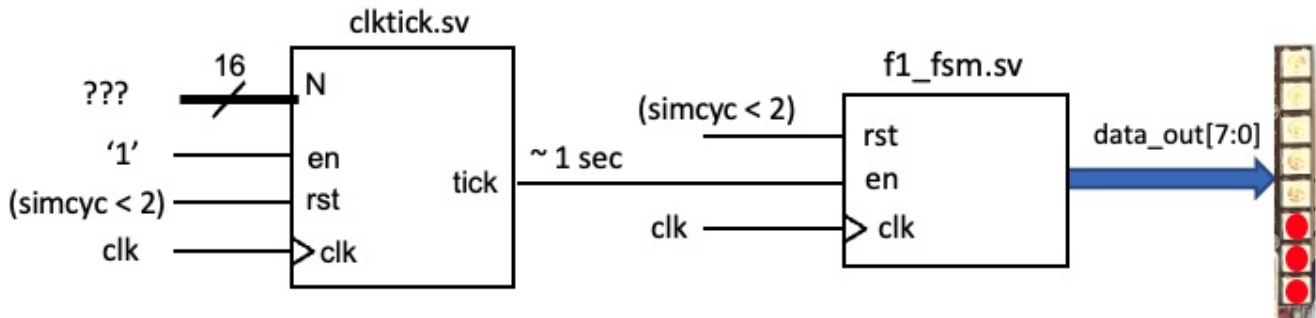 clktick.sv
???
16
N
‘1’
en
(simcyc < 2)
rst
clk
clk
tick
~ 1 sec
f1_fsm.sv
(simcyc < 2)
rst
en
clk
clk
data_out[7:0]